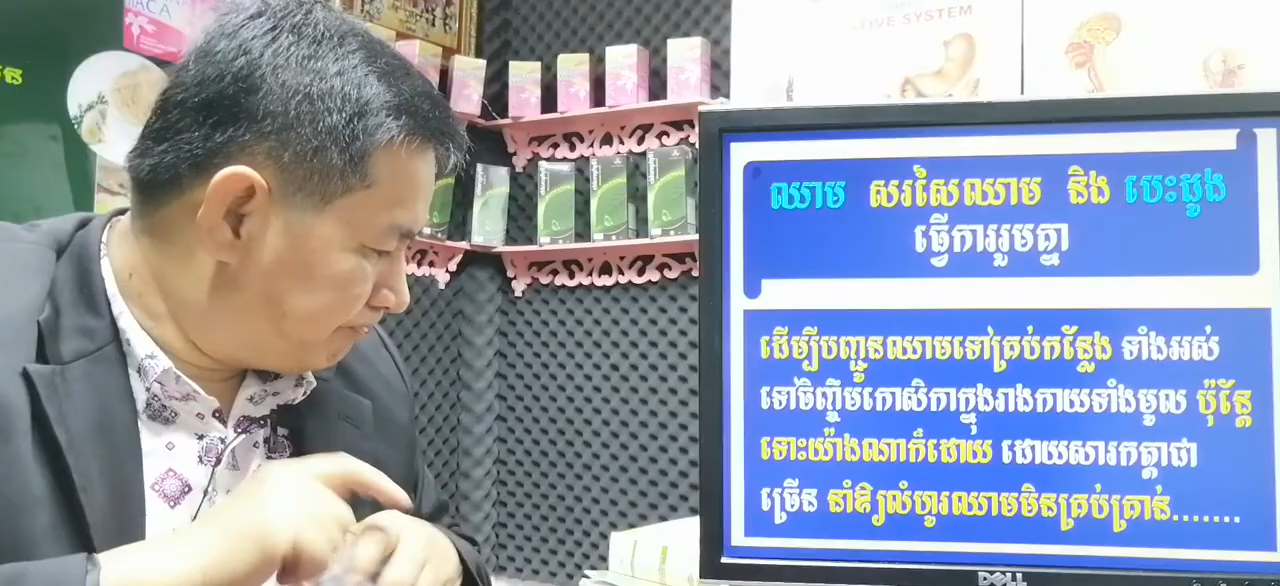 MACA
TIVE SYSTEM
ឈាម សរសៃឈាម និង បេះដូង
ធ្វើការរួមគ្នា
ដើម្បីបញ្ជូនឈាមទៅគ្រប់កន្លែង ទាំងអស់
ទៅចិញ្ចឹមកោសិកាក្នុងរាងកាយទាំងមូល ប៉ុន្តែ
ទោះយ៉ាងណាក៏ដោយ ដោយសារកត្តាជា
ច្រើន នាំឱ្យលំហូរឈាមមិនគ្រប់គ្រាន់.......
DELL